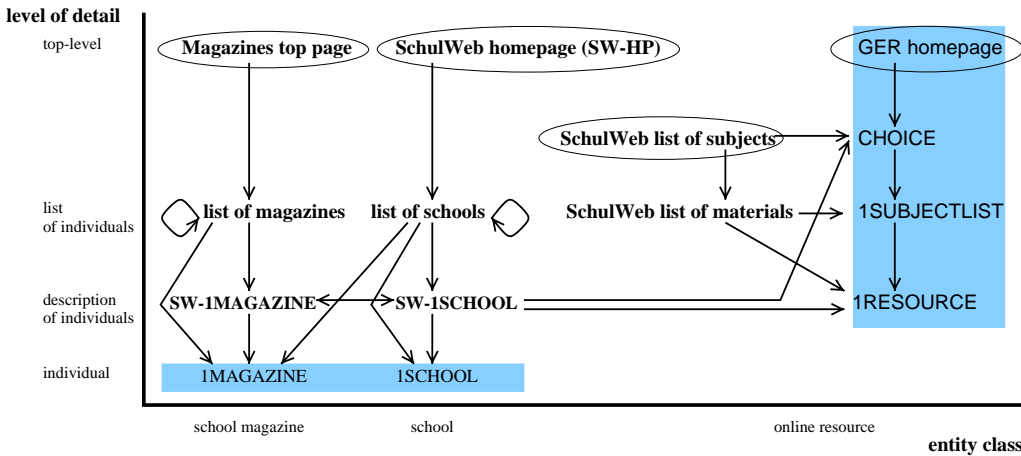 level of detail
top-level
Magazines top page
SchulWeb homepage (SW-HP)
GER homepage
SchulWeb list of subjects
CHOICE
list
of individuals
list of magazines
list of schools
SchulWeb list of materials
1SUBJECTLIST
description
of individuals
SW-1MAGAZINE
SW-1SCHOOL
1RESOURCE
individual
1MAGAZINE
1SCHOOL
school magazine
school
online resource
entity class